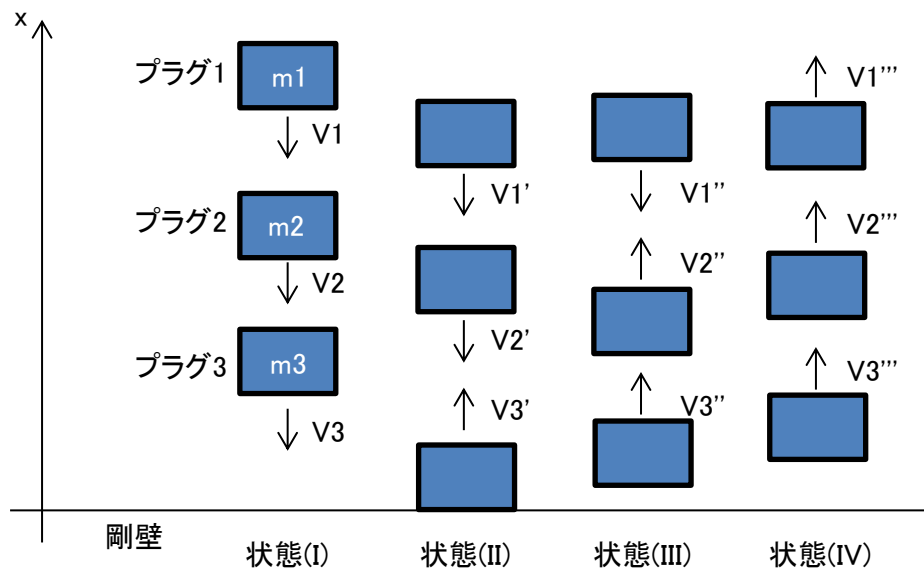 x
プラグ1
m1
V1
プラグ2
m2
V2
プラグ3
m3
V3
V1'
V2'
V3'
V1''
V2''
V3''
V1'''
V2'''
V3'''
剛壁
状態(I)
状態(II)
状態(III)
状態(IV)